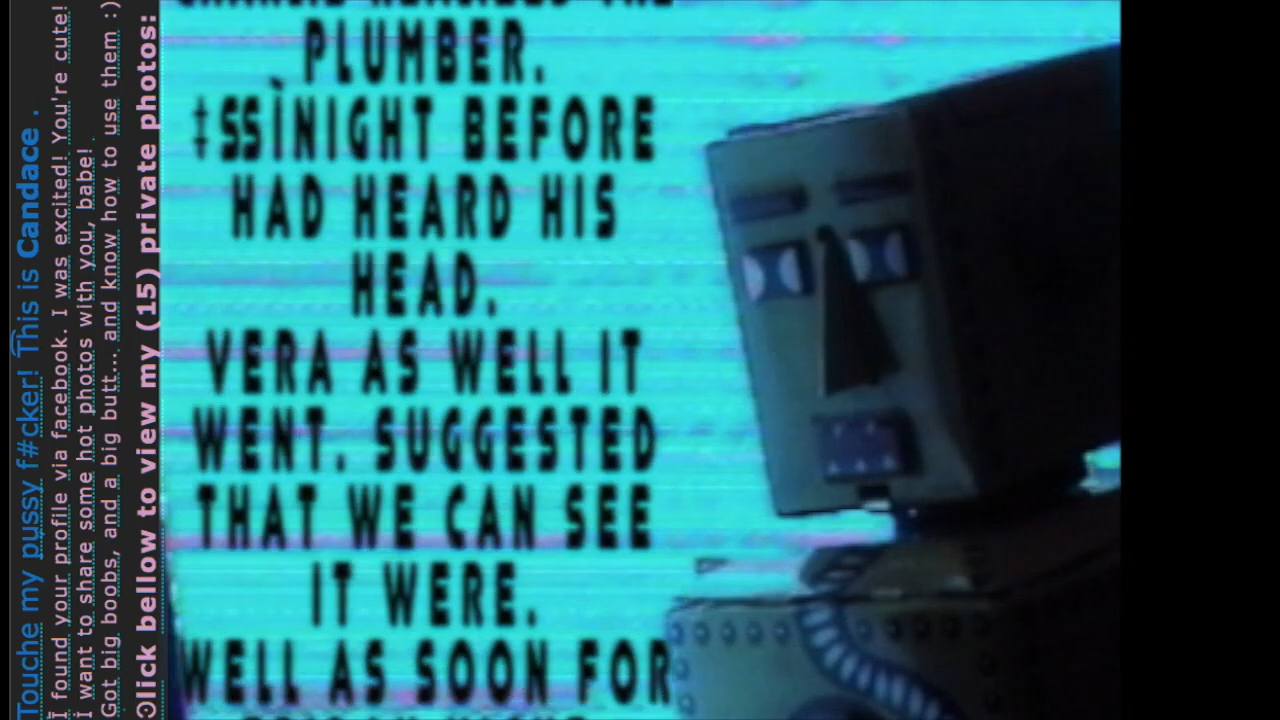 Touche my pussy f#cker! This is Candace .
I found your profile via facebook. I was excited! You're cute!
I want to share some hot photos with you, babe!
Got big boobs, and a big butt... and know how to use them :)
Click bellow to view my (15) private photos:
PLUMBER.
‡SSÌNIGHT BEFORE
HAD HEARD HIS
HEAD.
VERA AS WELL IT
WENT. SUGGESTED
THAT WE CAN SEE
IT WERE.
WELL AS SOON FOR